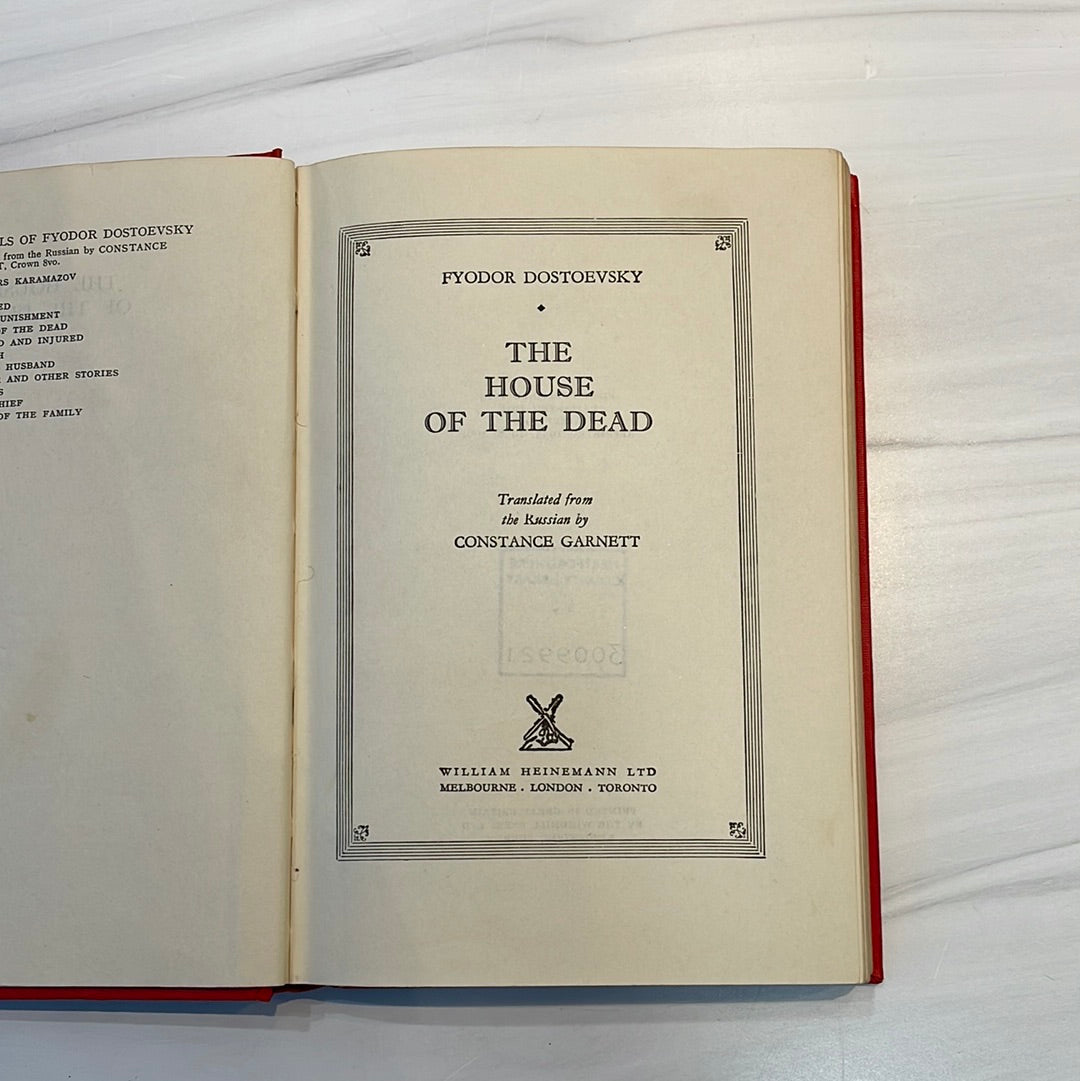 LS OF FYODOR DOSTOEVSKY
from the Russian by CONSTANCE
T, Crown 8vo.
RS KARAMAZOV
ED
UNISHMENT
F THE DEAD
D AND INJURED
H
HUSBAND
AND OTHER STORIES
S
HIEF
OF THE FAMILY
FYODOR DOSTOEVSKY
THE
HOUSE
OF THE DEAD
Translated from
the Russian by
CONSTANCE GARNETT
3009921
WILLIAM HEINEMANN LTD
MELBOURNE . LONDON . TORONTO